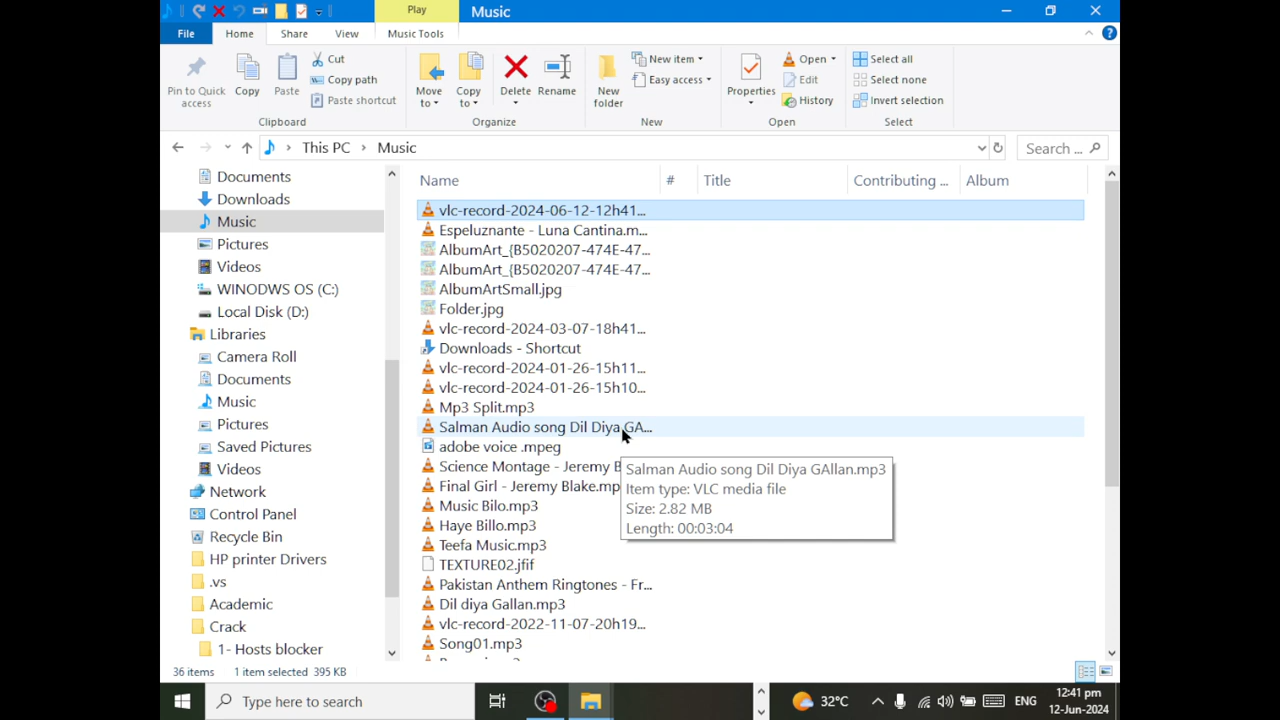 Play
Music
File
Home
Share
View
Music Tools
Pin to Quick access
Copy
Paste
Cut
Copy path
Paste shortcut
Clipboard
Move to
Copy to
Delete
Rename
Organize
New folder
New item
Easy access
New
Properties
Open
Edit
History
Open
Select all
Select none
Invert selection
Select
This PC
Music
Search ...
Documents
Downloads
Music
Pictures
Videos
WINODWS OS (C:)
Local Disk (D:)
Libraries
Camera Roll
Documents
Music
Pictures
Saved Pictures
Videos
Network
Control Panel
Recycle Bin
HP printer Drivers
.vs
Academic
Crack
1- Hosts blocker
Name
#
Title
Contributing ...
Album
vlc-record-2024-06-12-12h41...
Espeluznante - Luna Cantina.m...
AlbumArt_{B5020207-474E-47...
AlbumArt_{B5020207-474E-47...
AlbumArtSmall.jpg
Folder.jpg
vlc-record-2024-03-07-18h41...
Downloads - Shortcut
vlc-record-2024-01-26-15h11...
vlc-record-2024-01-26-15h10...
Mp3 Split.mp3
Salman Audio song Dil Diya GA...
adobe voice .mpeg
Science Montage - Jeremy B
Final Girl - Jeremy Blake.mp
Music Bilo.mp3
Haye Billo.mp3
Teefa Music.mp3
TEXTURE02.jfif
Pakistan Anthem Ringtones - Fr...
Dil diya Gallan.mp3
vlc-record-2022-11-07-20h19...
Song01.mp3
Salman Audio song Dil Diya GAllan.mp3
Item type: VLC media file
Size: 2.82 MB
Length: 00:03:04
36 items
1 item selected 395 KB
Type here to search
32°C
ENG
12:41 pm
12-Jun-2024